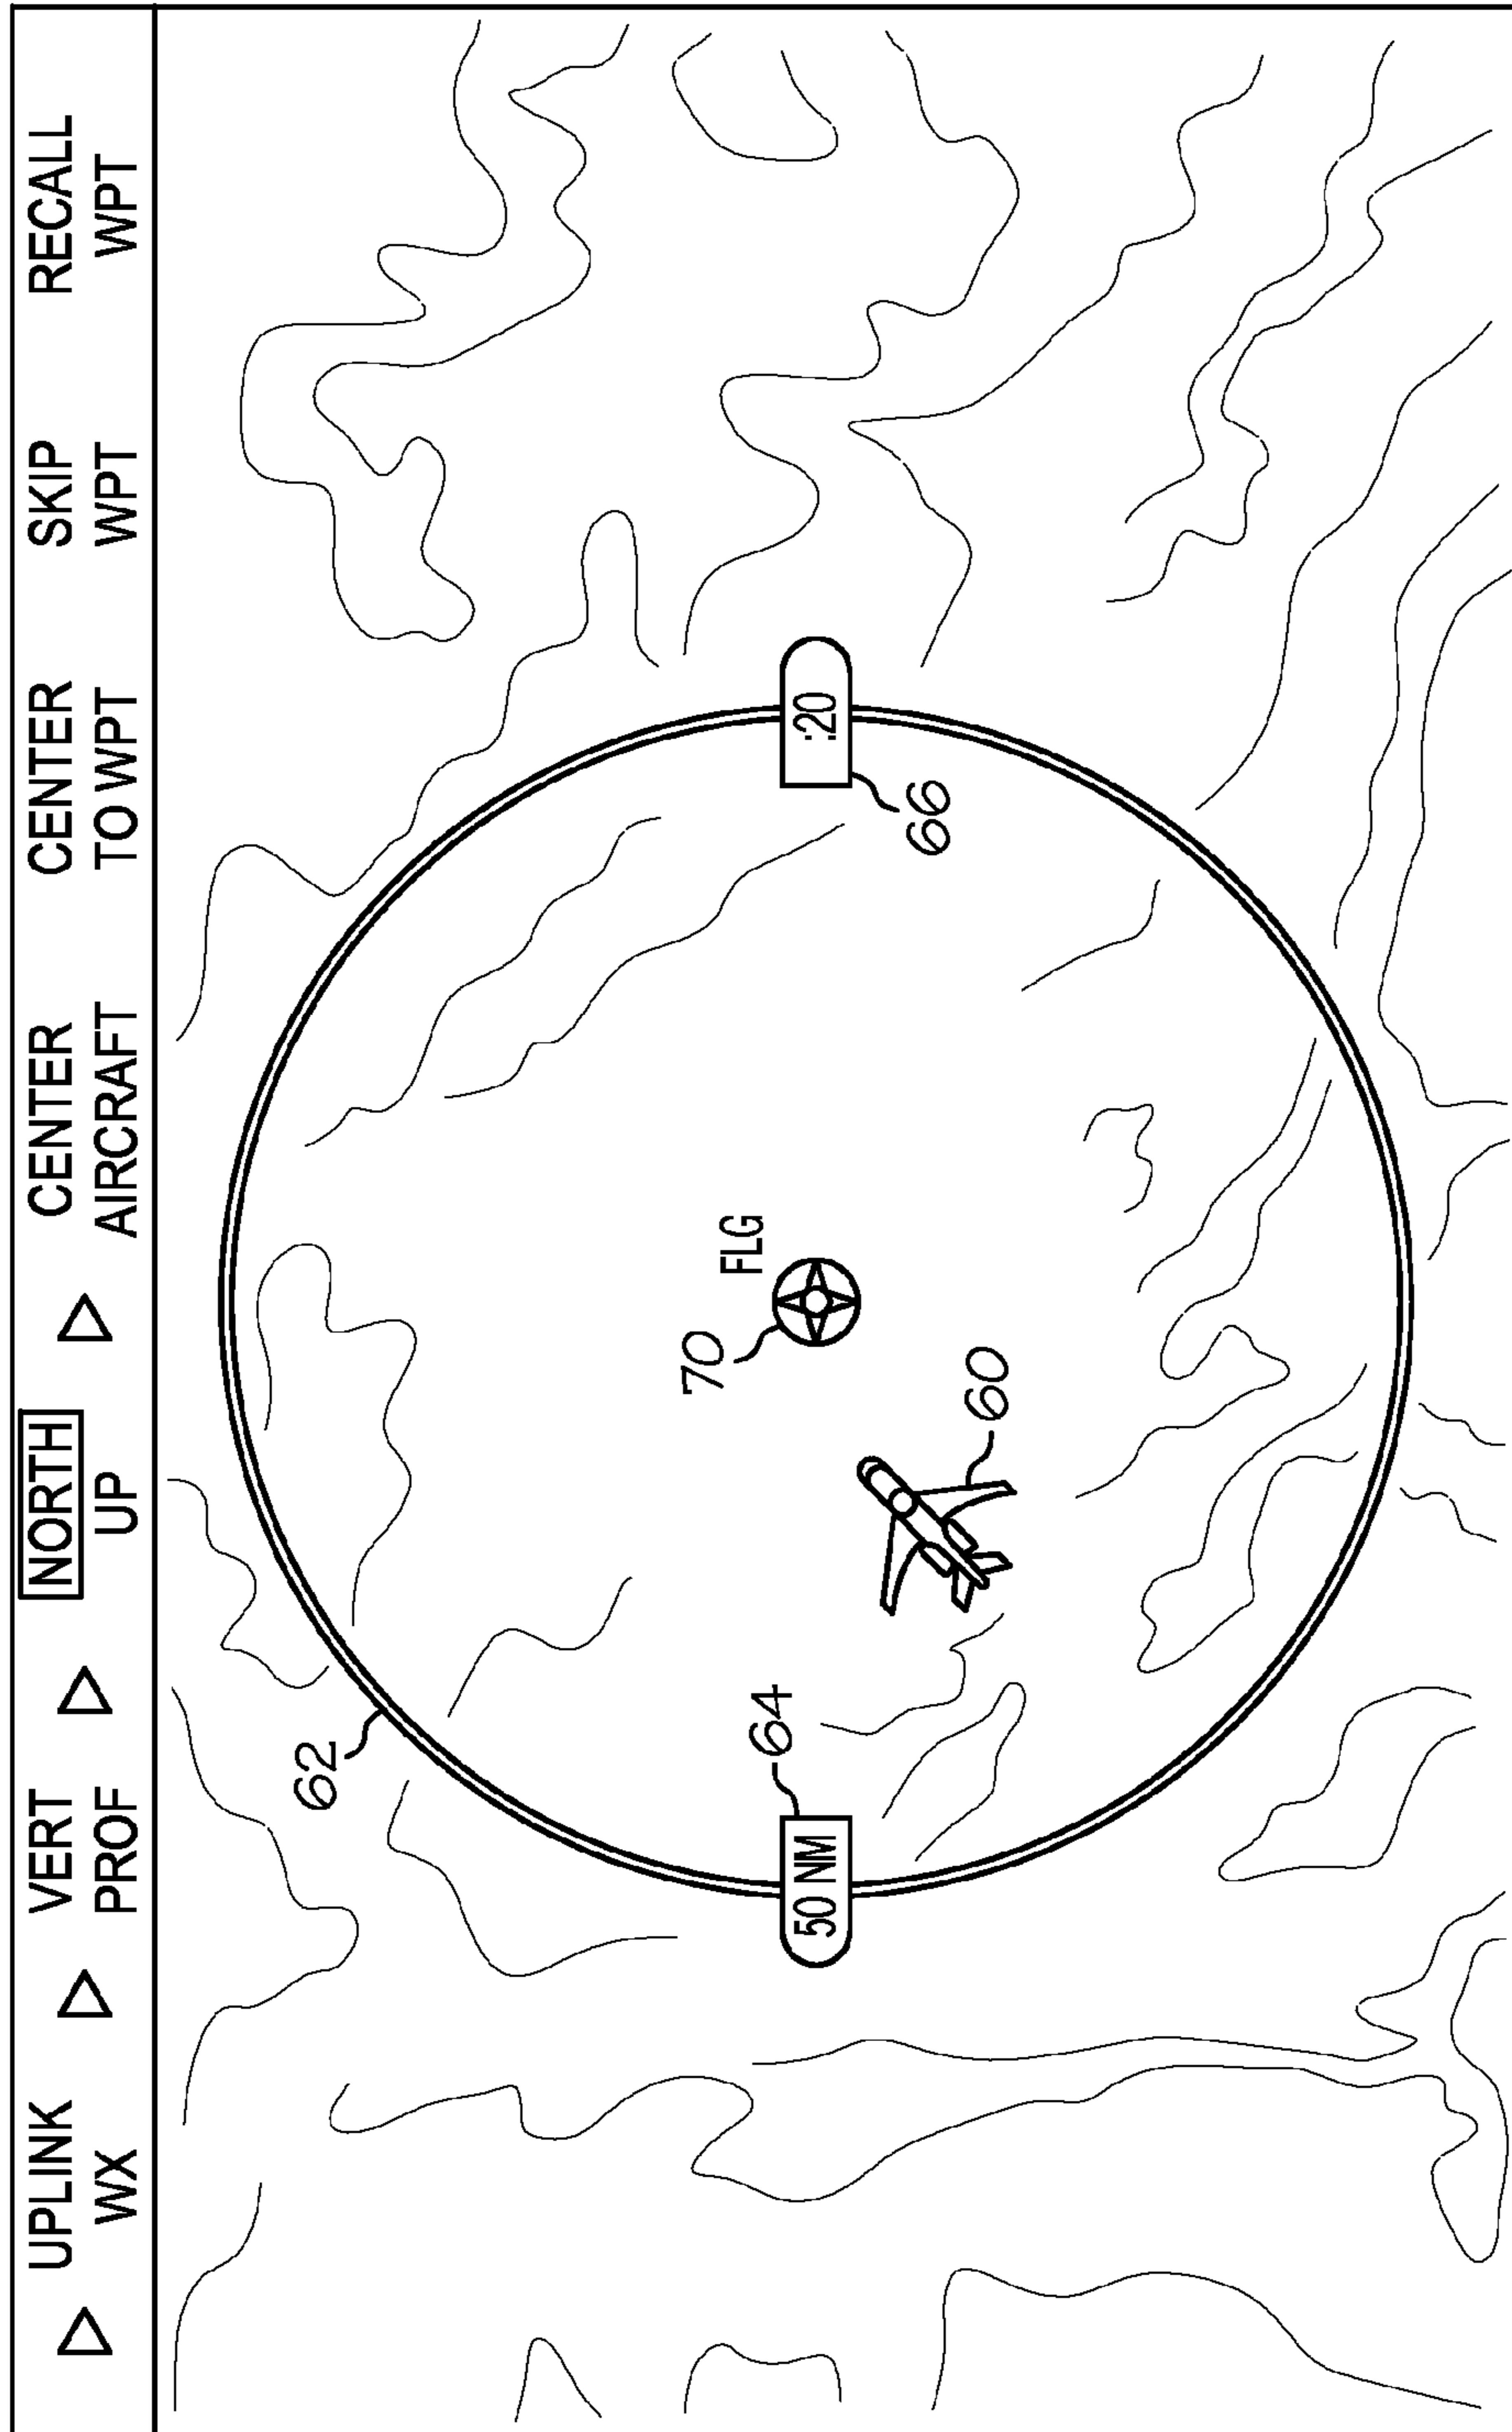 UPLINK VERT NORTH CENTER CENTER SKIP RECALL
WX PROF UP AIRCRAFT TO WPT WPT WPT
62
70
FLG
64
50 NM
:20
66
60